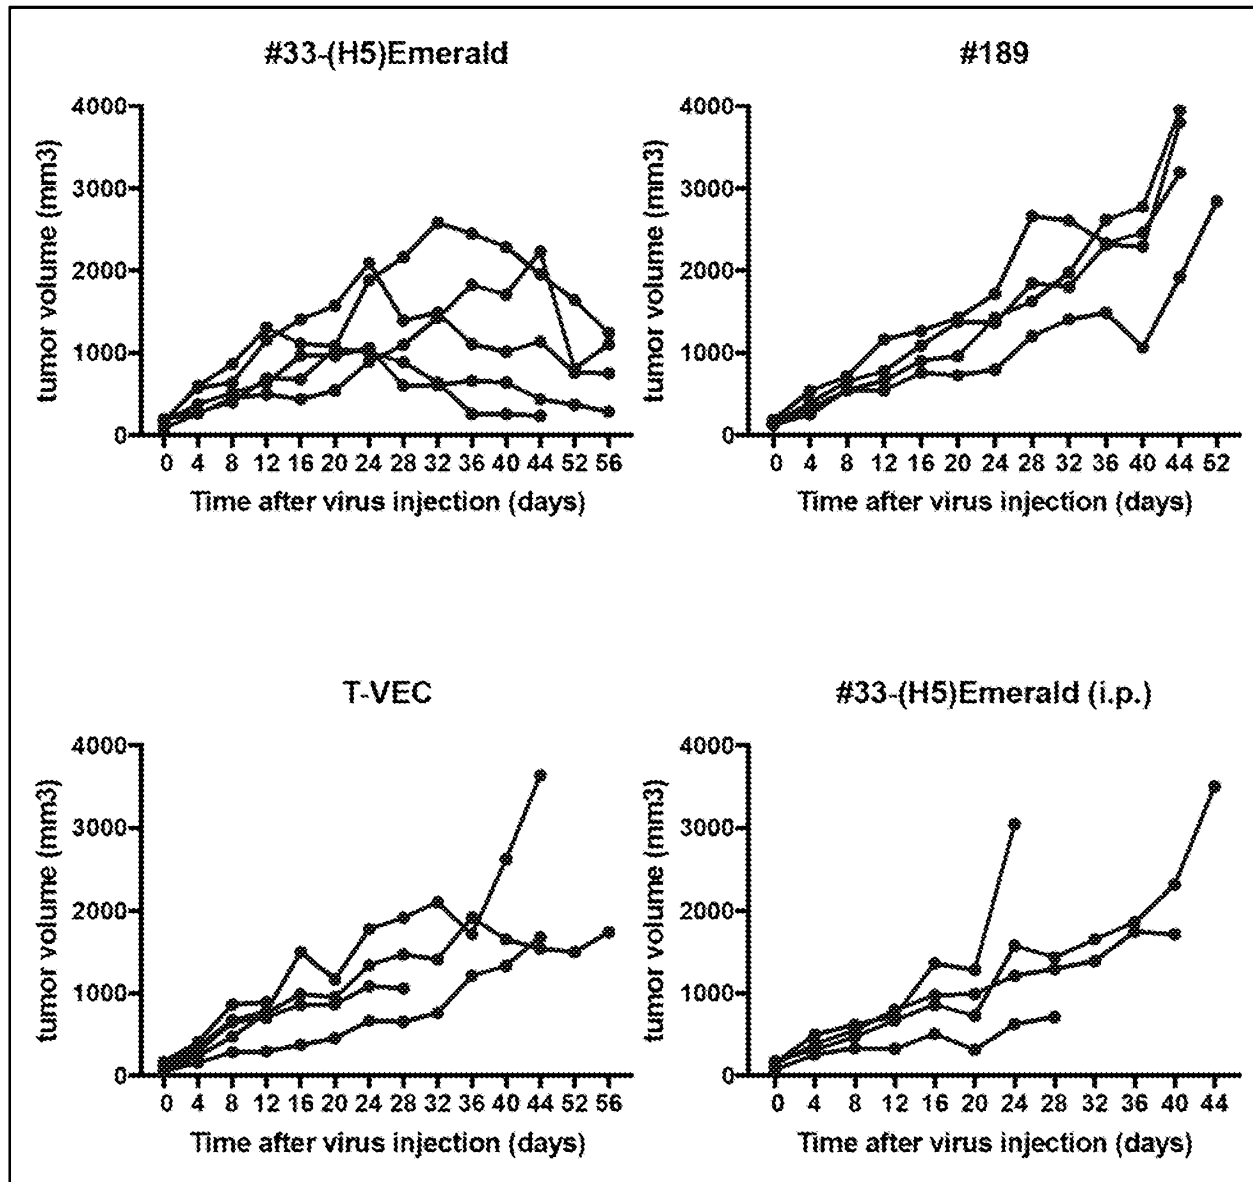 #33-(H5)Emerald
tumor volume (mm3)
4000
3000
2000
1000
0
0 4 8 12 16 20 24 28 32 36 40 44 52 56
Time after virus injection (days)
#189
tumor volume (mm3)
4000
3000
2000
1000
0
0 4 8 12 16 20 24 28 32 36 40 44 52
Time after virus injection (days)
T-VEC
tumor volume (mm3)
4000
3000
2000
1000
0
0 4 8 12 16 20 24 28 32 36 40 44 52 56
Time after virus injection (days)
#33-(H5)Emerald (i.p.)
tumor volume (mm3)
4000
3000
2000
1000
0
0 4 8 12 16 20 24 28 32 36 40 44
Time after virus injection (days)